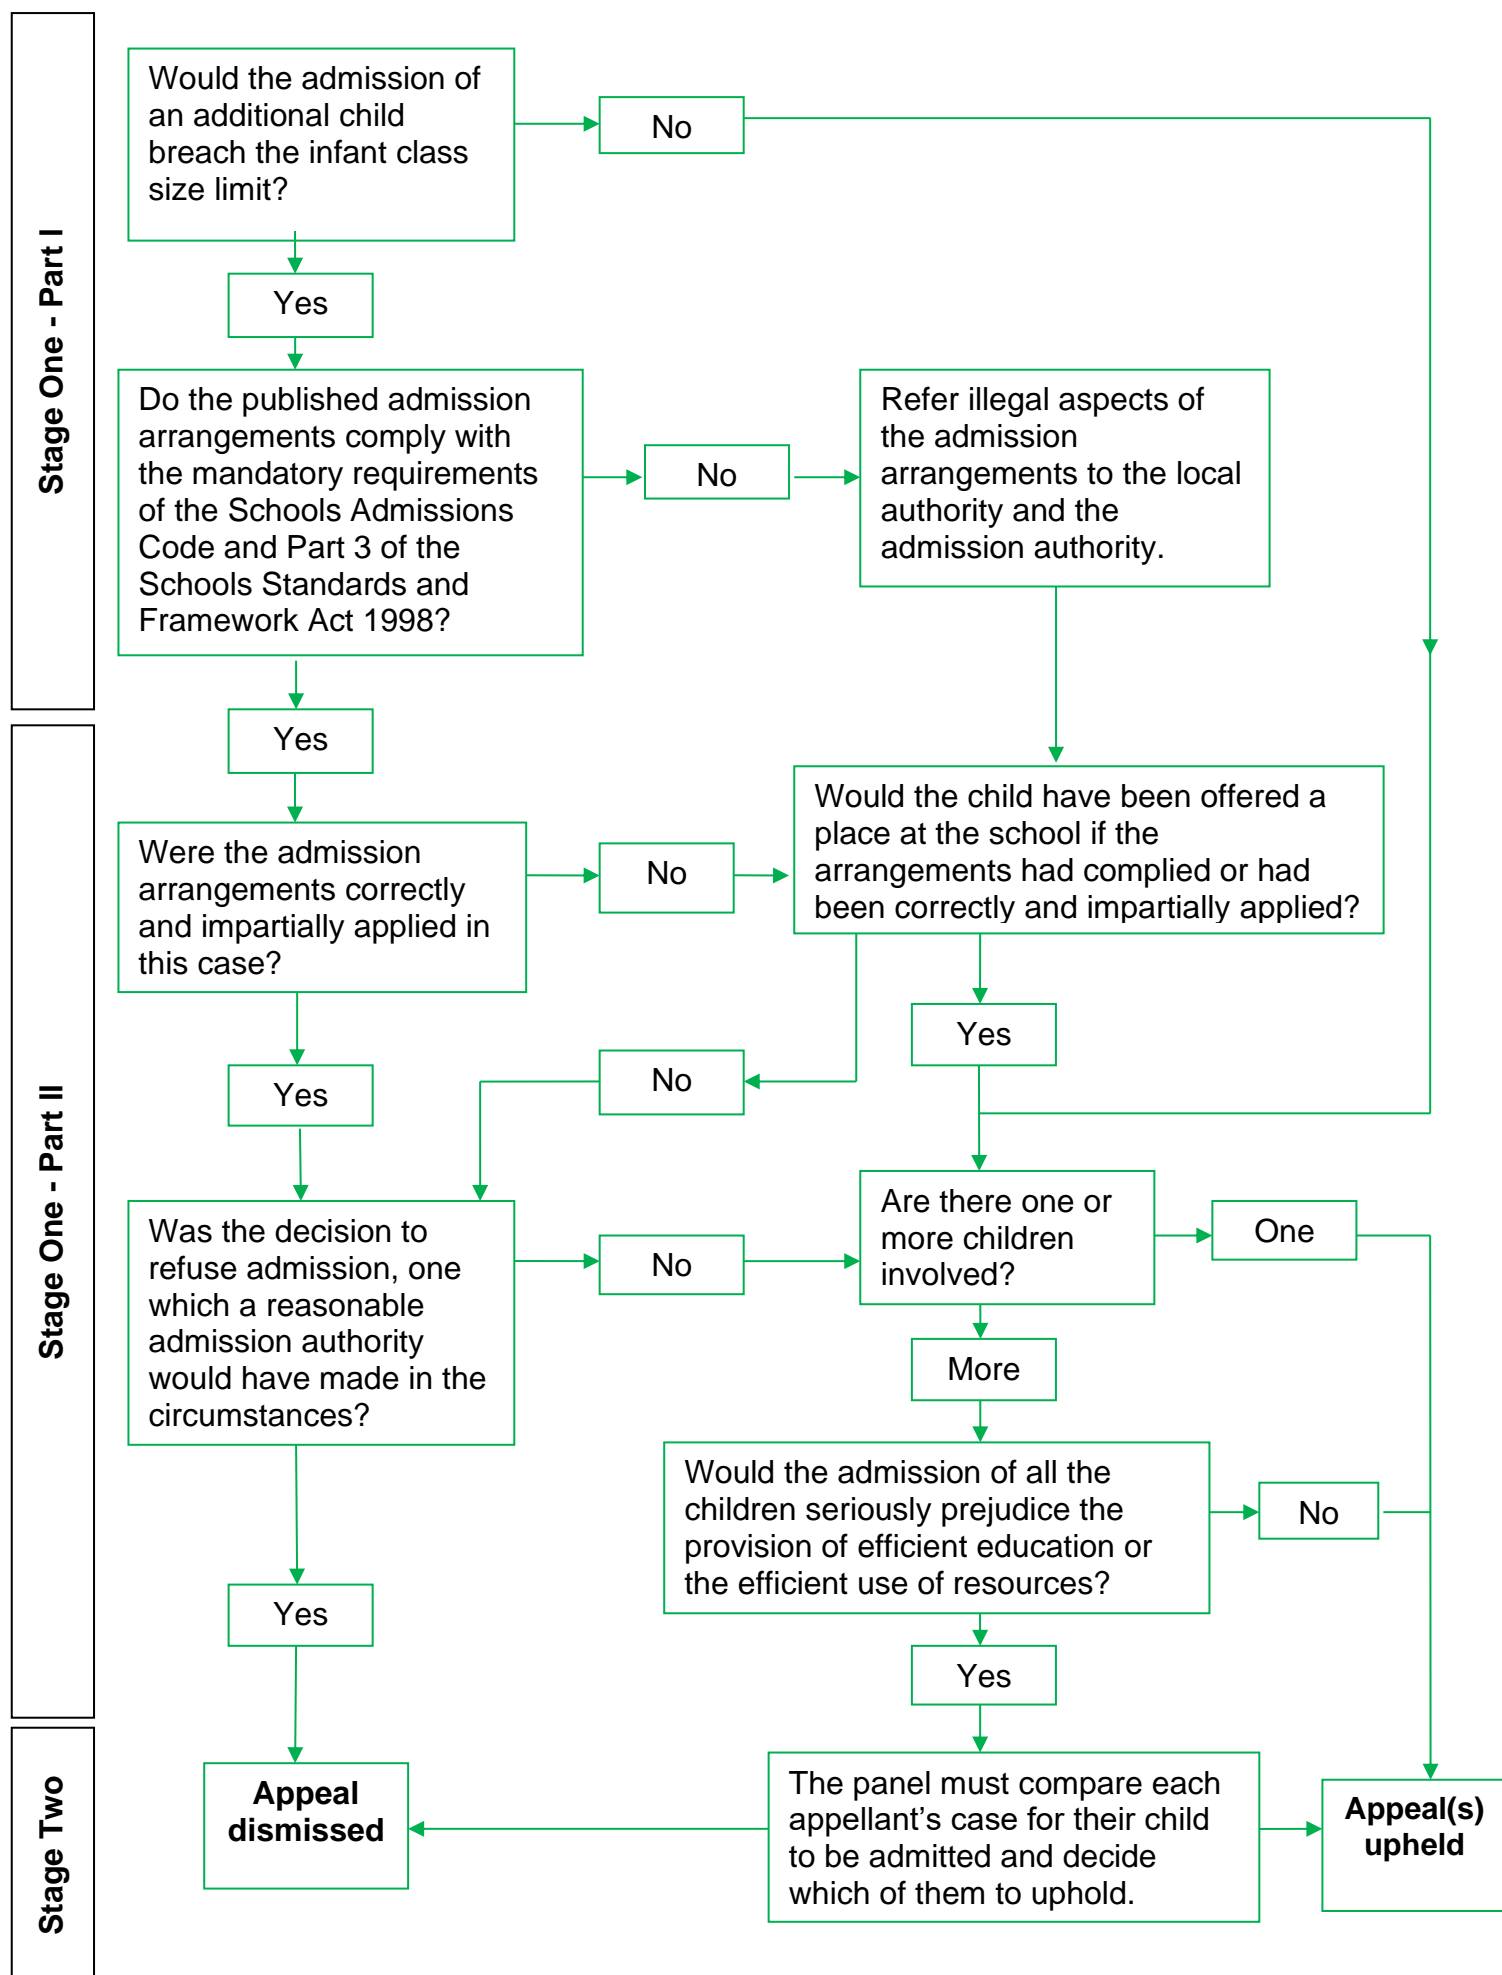 Stage One - Part I
Would the admission of
an additional child
breach the infant class
size limit?
No
Yes
Do the published admission
arrangements comply with
the mandatory requirements
of the Schools Admissions
Code and Part 3 of the
Schools Standards and
Framework Act 1998?
No
Refer illegal aspects of
the admission
arrangements to the local
authority and the
admission authority.
Yes
Stage One - Part II
Were the admission
arrangements correctly
and impartially applied in
this case?
No
Would the child have been offered a
place at the school if the
arrangements had complied or had
been correctly and impartially applied?
Yes
No
Yes
Was the decision to
refuse admission, one
which a reasonable
admission authority
would have made in the
circumstances?
No
Are there one or
more children
involved?
One
More
Would the admission of all the
children seriously prejudice the
provision of efficient education or
the efficient use of resources?
No
Yes
Yes
Stage Two
Appeal
dismissed
The panel must compare each
appellant’s case for their child
to be admitted and decide
which of them to uphold.
Appeal(s)
upheld